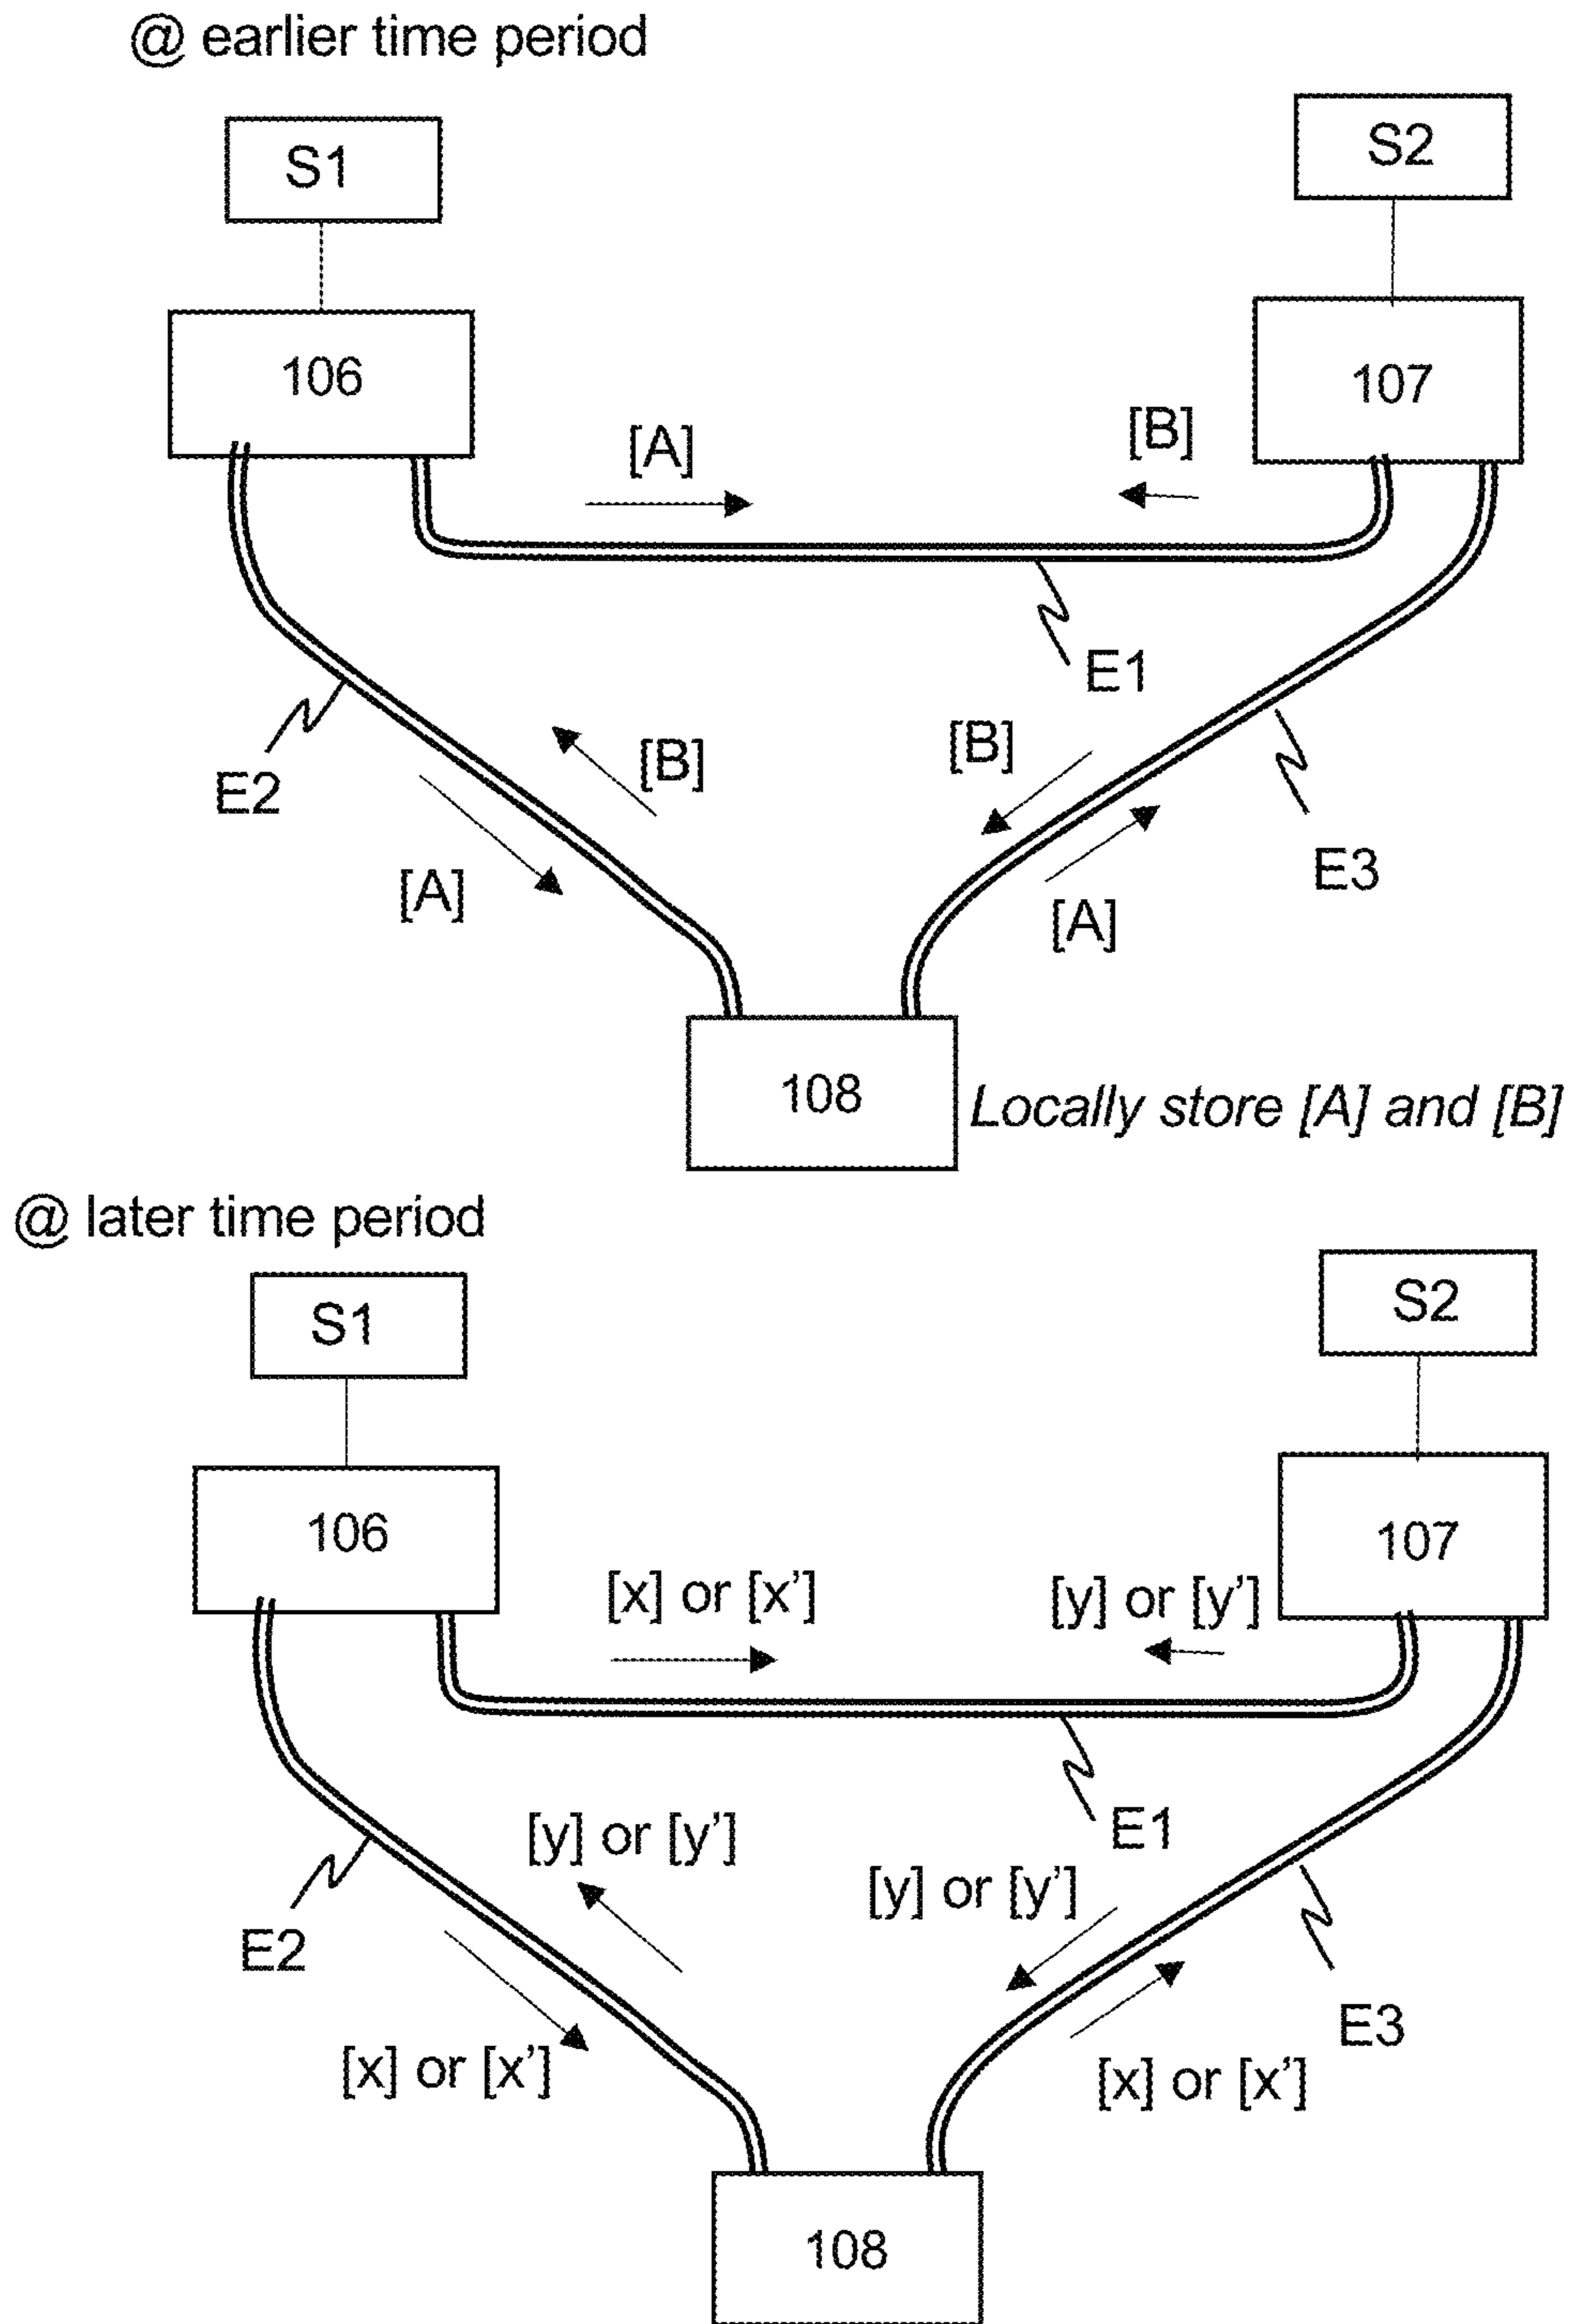 @ earlier time period
S1
S2
106
107
[A]
[B]
E1
[B]
[B]
E2
E3
[A]
[A]
108
Locally store [A] and [B]
@ later time period
S1
S2
106
107
[x] or [x’]
[y] or [y’]
E1
[y] or [y’]
[y] or [y’]
E2
E3
[x] or [x’]
[x] or [x’]
108